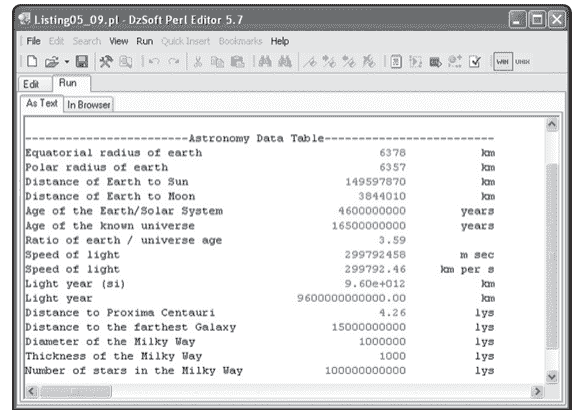 Listing05_09.pl - DzSoft Perl Editor 5.7
File Edit Search View Run Quick Insert Bookmarks Help
WIN UNIX
Edit Run
As Text In Browser
------------------------Astronomy Data Table-------------------------
Equatorial radius of earth 6378 km
Polar radius of earth 6357 km
Distance of Earth to Sun 149597870 km
Distance of Earth to Moon 3844010 km
Age of the Earth/Solar System 4600000000 years
Age of the known universe 16500000000 years
Ratio of earth / universe age 3.59
Speed of light 299792458 m sec
Speed of light 299792.46 km per s
Light year (si) 9.60e+012 km
Light year 9600000000000.00 km
Distance to Proxima Centauri 4.26 lys
Distance to the farthest Galaxy 15000000000 lys
Diameter of the Milky Way 1000000 lys
Thickness of the Milky Way 1000 lys
Number of stars in the Milky Way 100000000000 lys